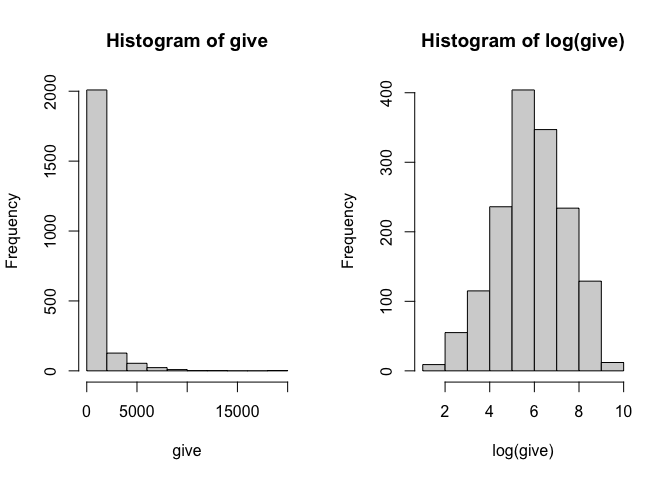 Histogram of give
Frequency
2000
1500
1000
500
0
0 5000 15000
give
Histogram of log(give)
Frequency
400
300
200
100
0
2 4 6 8 10
log(give)